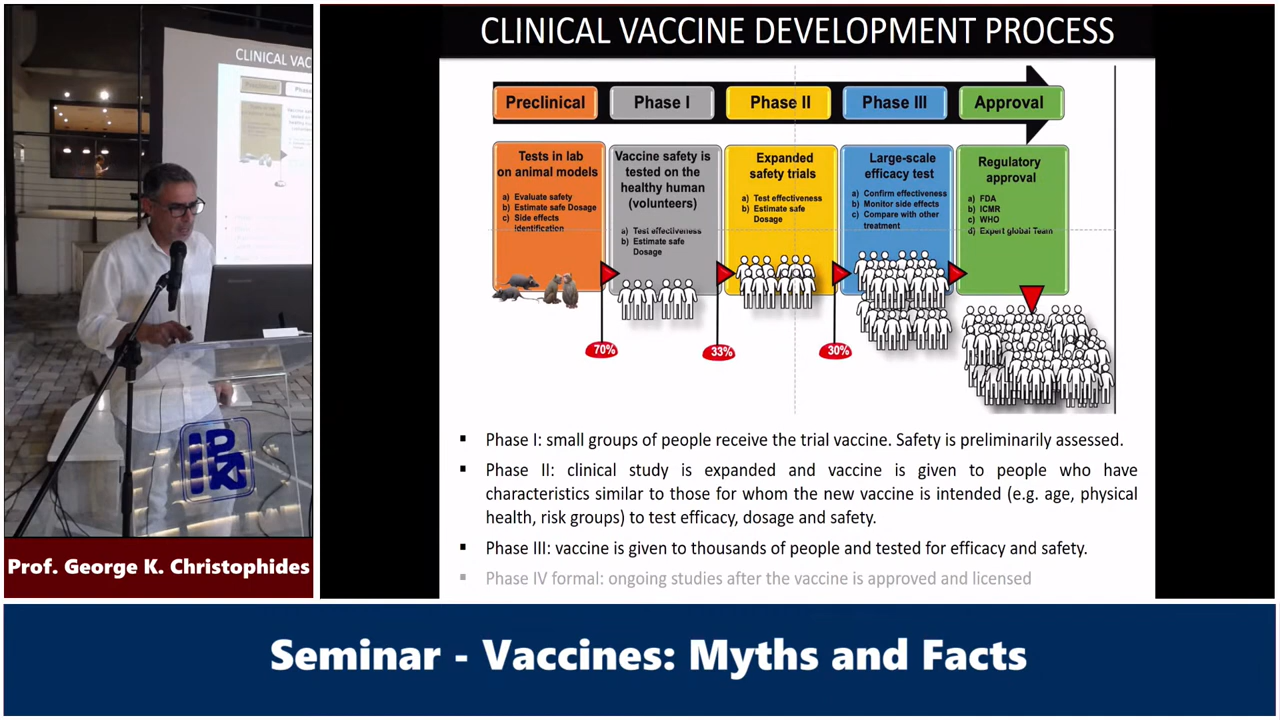 CLINICAL VACCINE DEVELOPMENT PROCESS
Preclinical
Phase I
Phase II
Phase III
Approval
Tests in lab
on animal models
a) Evaluate safety
b) Estimate safe Dosage
c) Side effects
identification
Vaccine safety is
tested on the
healthy human
(volunteers)
a) Test effectiveness
b) Estimate safe
Dosage
Expanded
safety trials
a) Test effectiveness
b) Estimate safe
Dosage
Large-scale
efficacy test
a) Confirm effectiveness
b) Monitor side effects
c) Compare with other
treatment
Regulatory
approval
a) FDA
b) ICMR
c) WHO
d) Expert global Team
70%
33%
30%
▪ Phase I: small groups of people receive the trial vaccine. Safety is preliminarily assessed.
▪ Phase II: clinical study is expanded and vaccine is given to people who have
characteristics similar to those for whom the new vaccine is intended (e.g. age, physical
health, risk groups) to test efficacy, dosage and safety.
▪ Phase III: vaccine is given to thousands of people and tested for efficacy and safety.
▪ Phase IV formal: ongoing studies after the vaccine is approved and licensed
CLINICAL VAC
Preclinical
Phas
Prof. George K. Christophides
Seminar - Vaccines: Myths and Facts